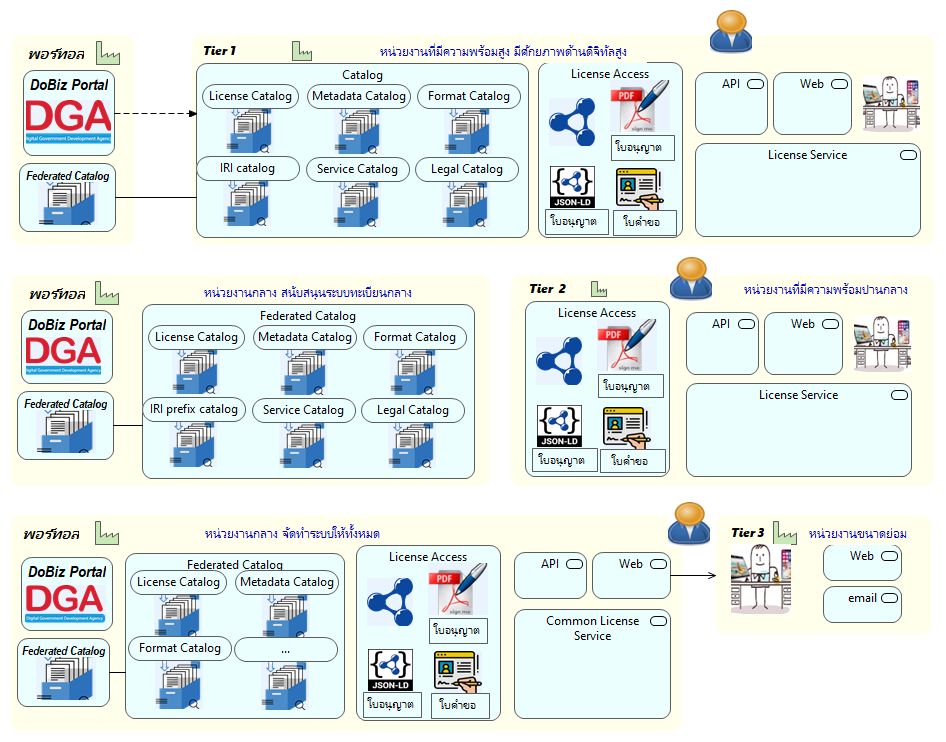 พอร์ทอล
Tier 1
หน่วยงานที่มีความพร้อมสูง มีศักยภาพด้านดิจิทัลสูง
DoBiz Portal
DGA
Digital Government Development Agency
Federated Catalog
Catalog
License Catalog
Metadata Catalog
Format Catalog
IRI catalog
Service Catalog
Legal Catalog
License Access
PDF
sign me
ใบอนุญาต
JSON-LD
ใบอนุญาต
ใบคำขอ
API
Web
License Service
พอร์ทอล
หน่วยงานกลาง สนับสนุนระบบทะเบียนกลาง
DoBiz Portal
DGA
Digital Government Development Agency
Federated Catalog
Federated Catalog
License Catalog
Metadata Catalog
Format Catalog
IRI prefix catalog
Service Catalog
Legal Catalog
Tier 2
หน่วยงานที่มีความพร้อมปานกลาง
License Access
PDF
sign me
ใบอนุญาต
JSON-LD
ใบอนุญาต
ใบคำขอ
API
Web
License Service
พอร์ทอล
หน่วยงานกลาง จัดทำระบบให้ทั้งหมด
DoBiz Portal
DGA
Digital Government Development Agency
Federated Catalog
Federated Catalog
License Catalog
Metadata Catalog
Format Catalog
...
License Access
PDF
sign me
ใบอนุญาต
JSON-LD
ใบอนุญาต
ใบคำขอ
API
Web
Common License
Service
Tier 3
หน่วยงานขนาดย่อม
Web
email